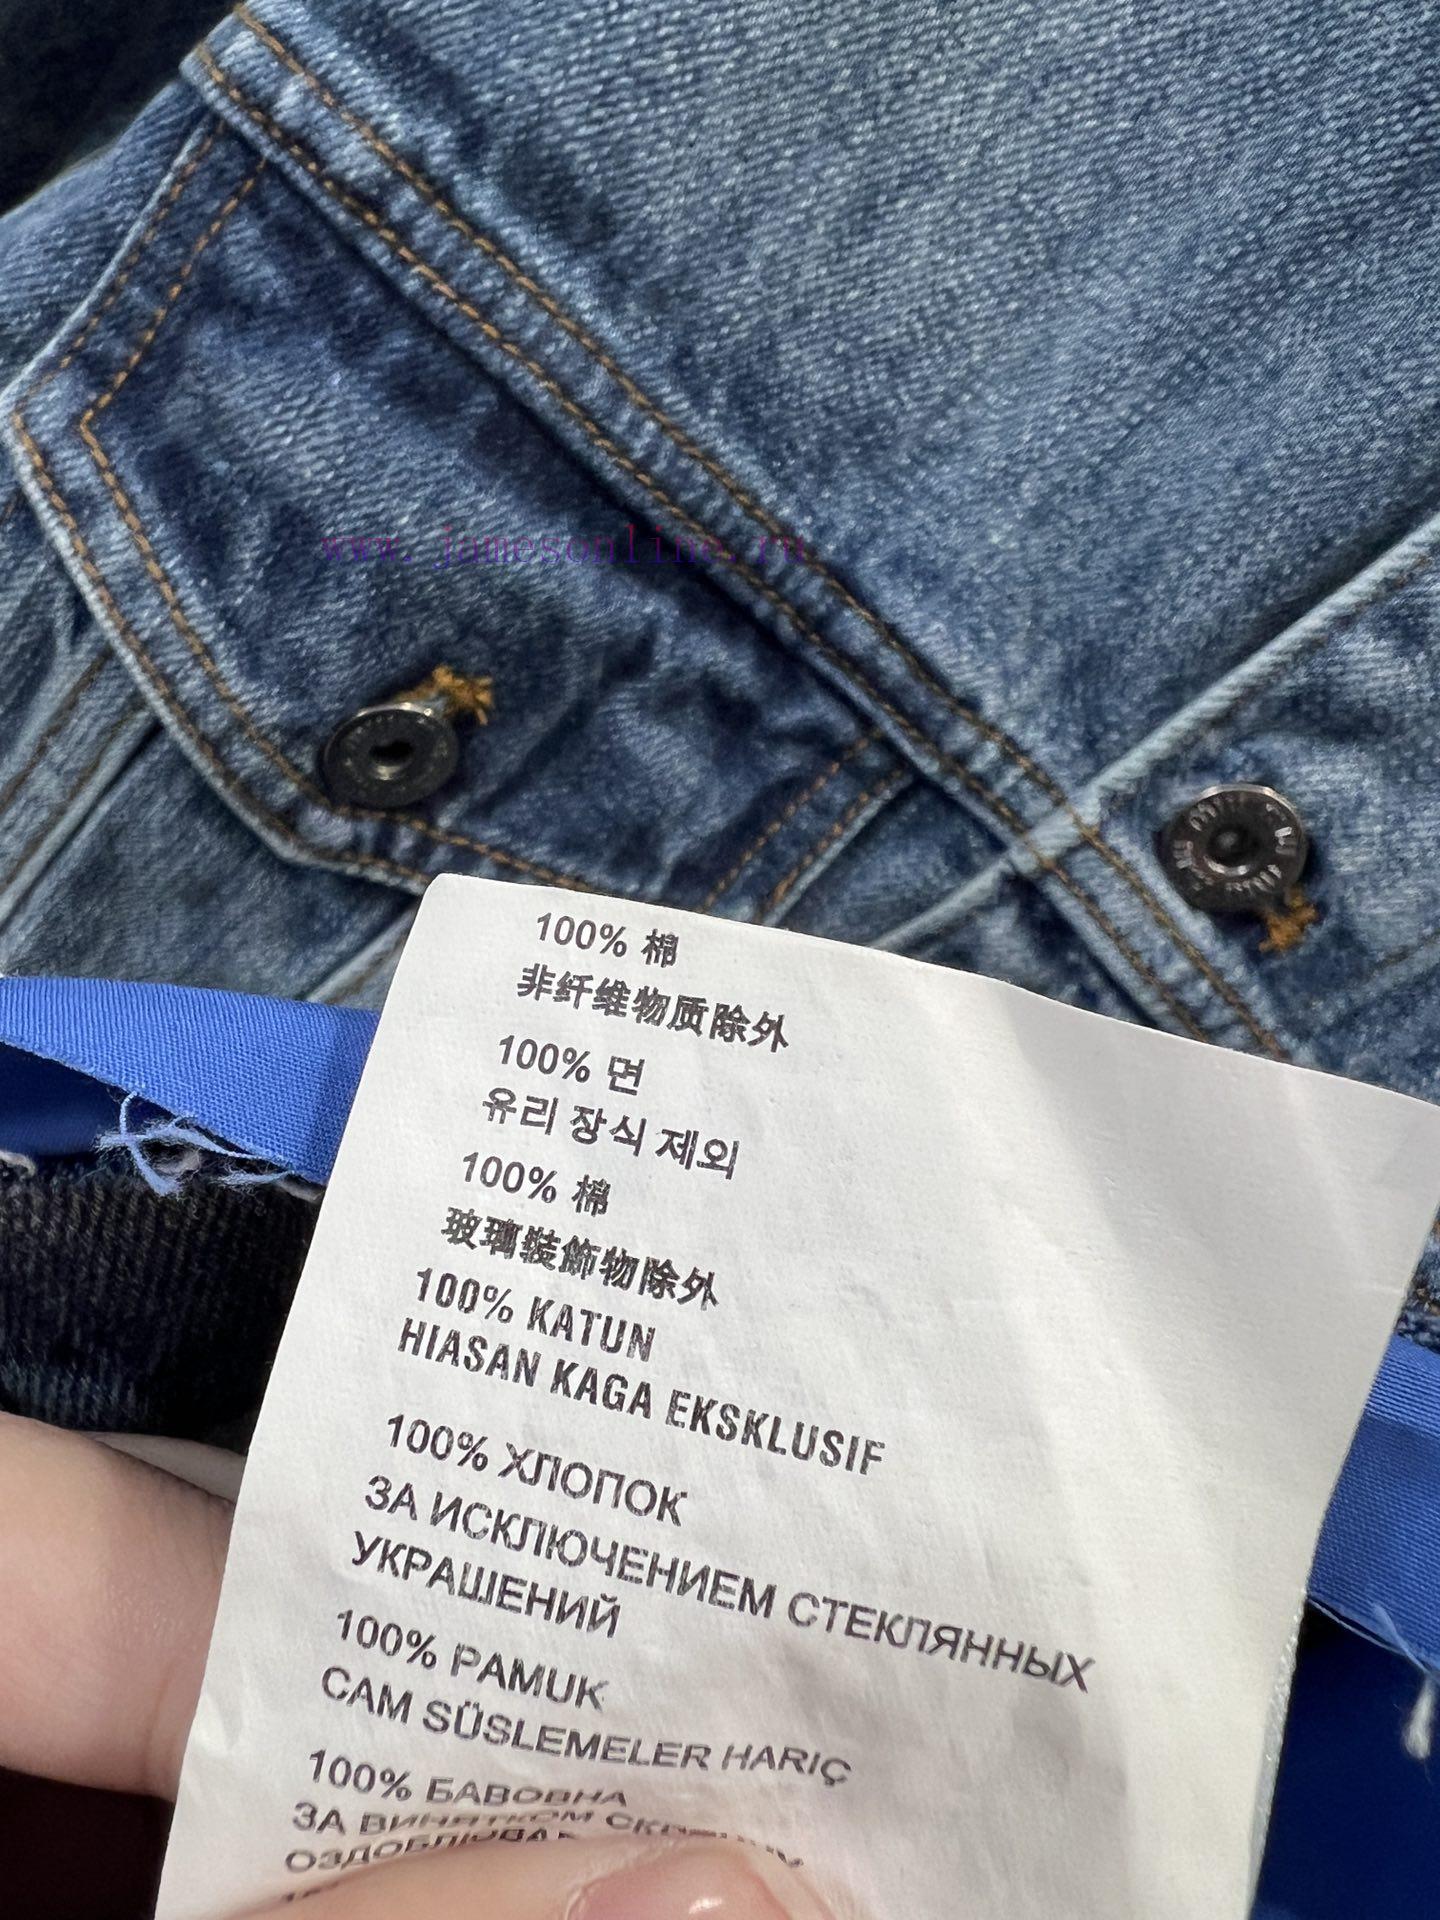 www.jamesonline.ru
100% 棉
非纤维物质除外
100% 면
유리 장식 제외
100% 棉
玻璃裝飾物除外
100% KATUN
HIASAN KAGA EKSKLUSIF
100% ХЛОПОК
ЗА ИСКЛЮЧЕНИЕМ СТЕКЛЯННЫХ
УКРАШЕНИЙ
100% PAMUK
CAM SÜSLEMELER HARIÇ
100% БАВОВНА
ЗА ВИНЯТКОМ